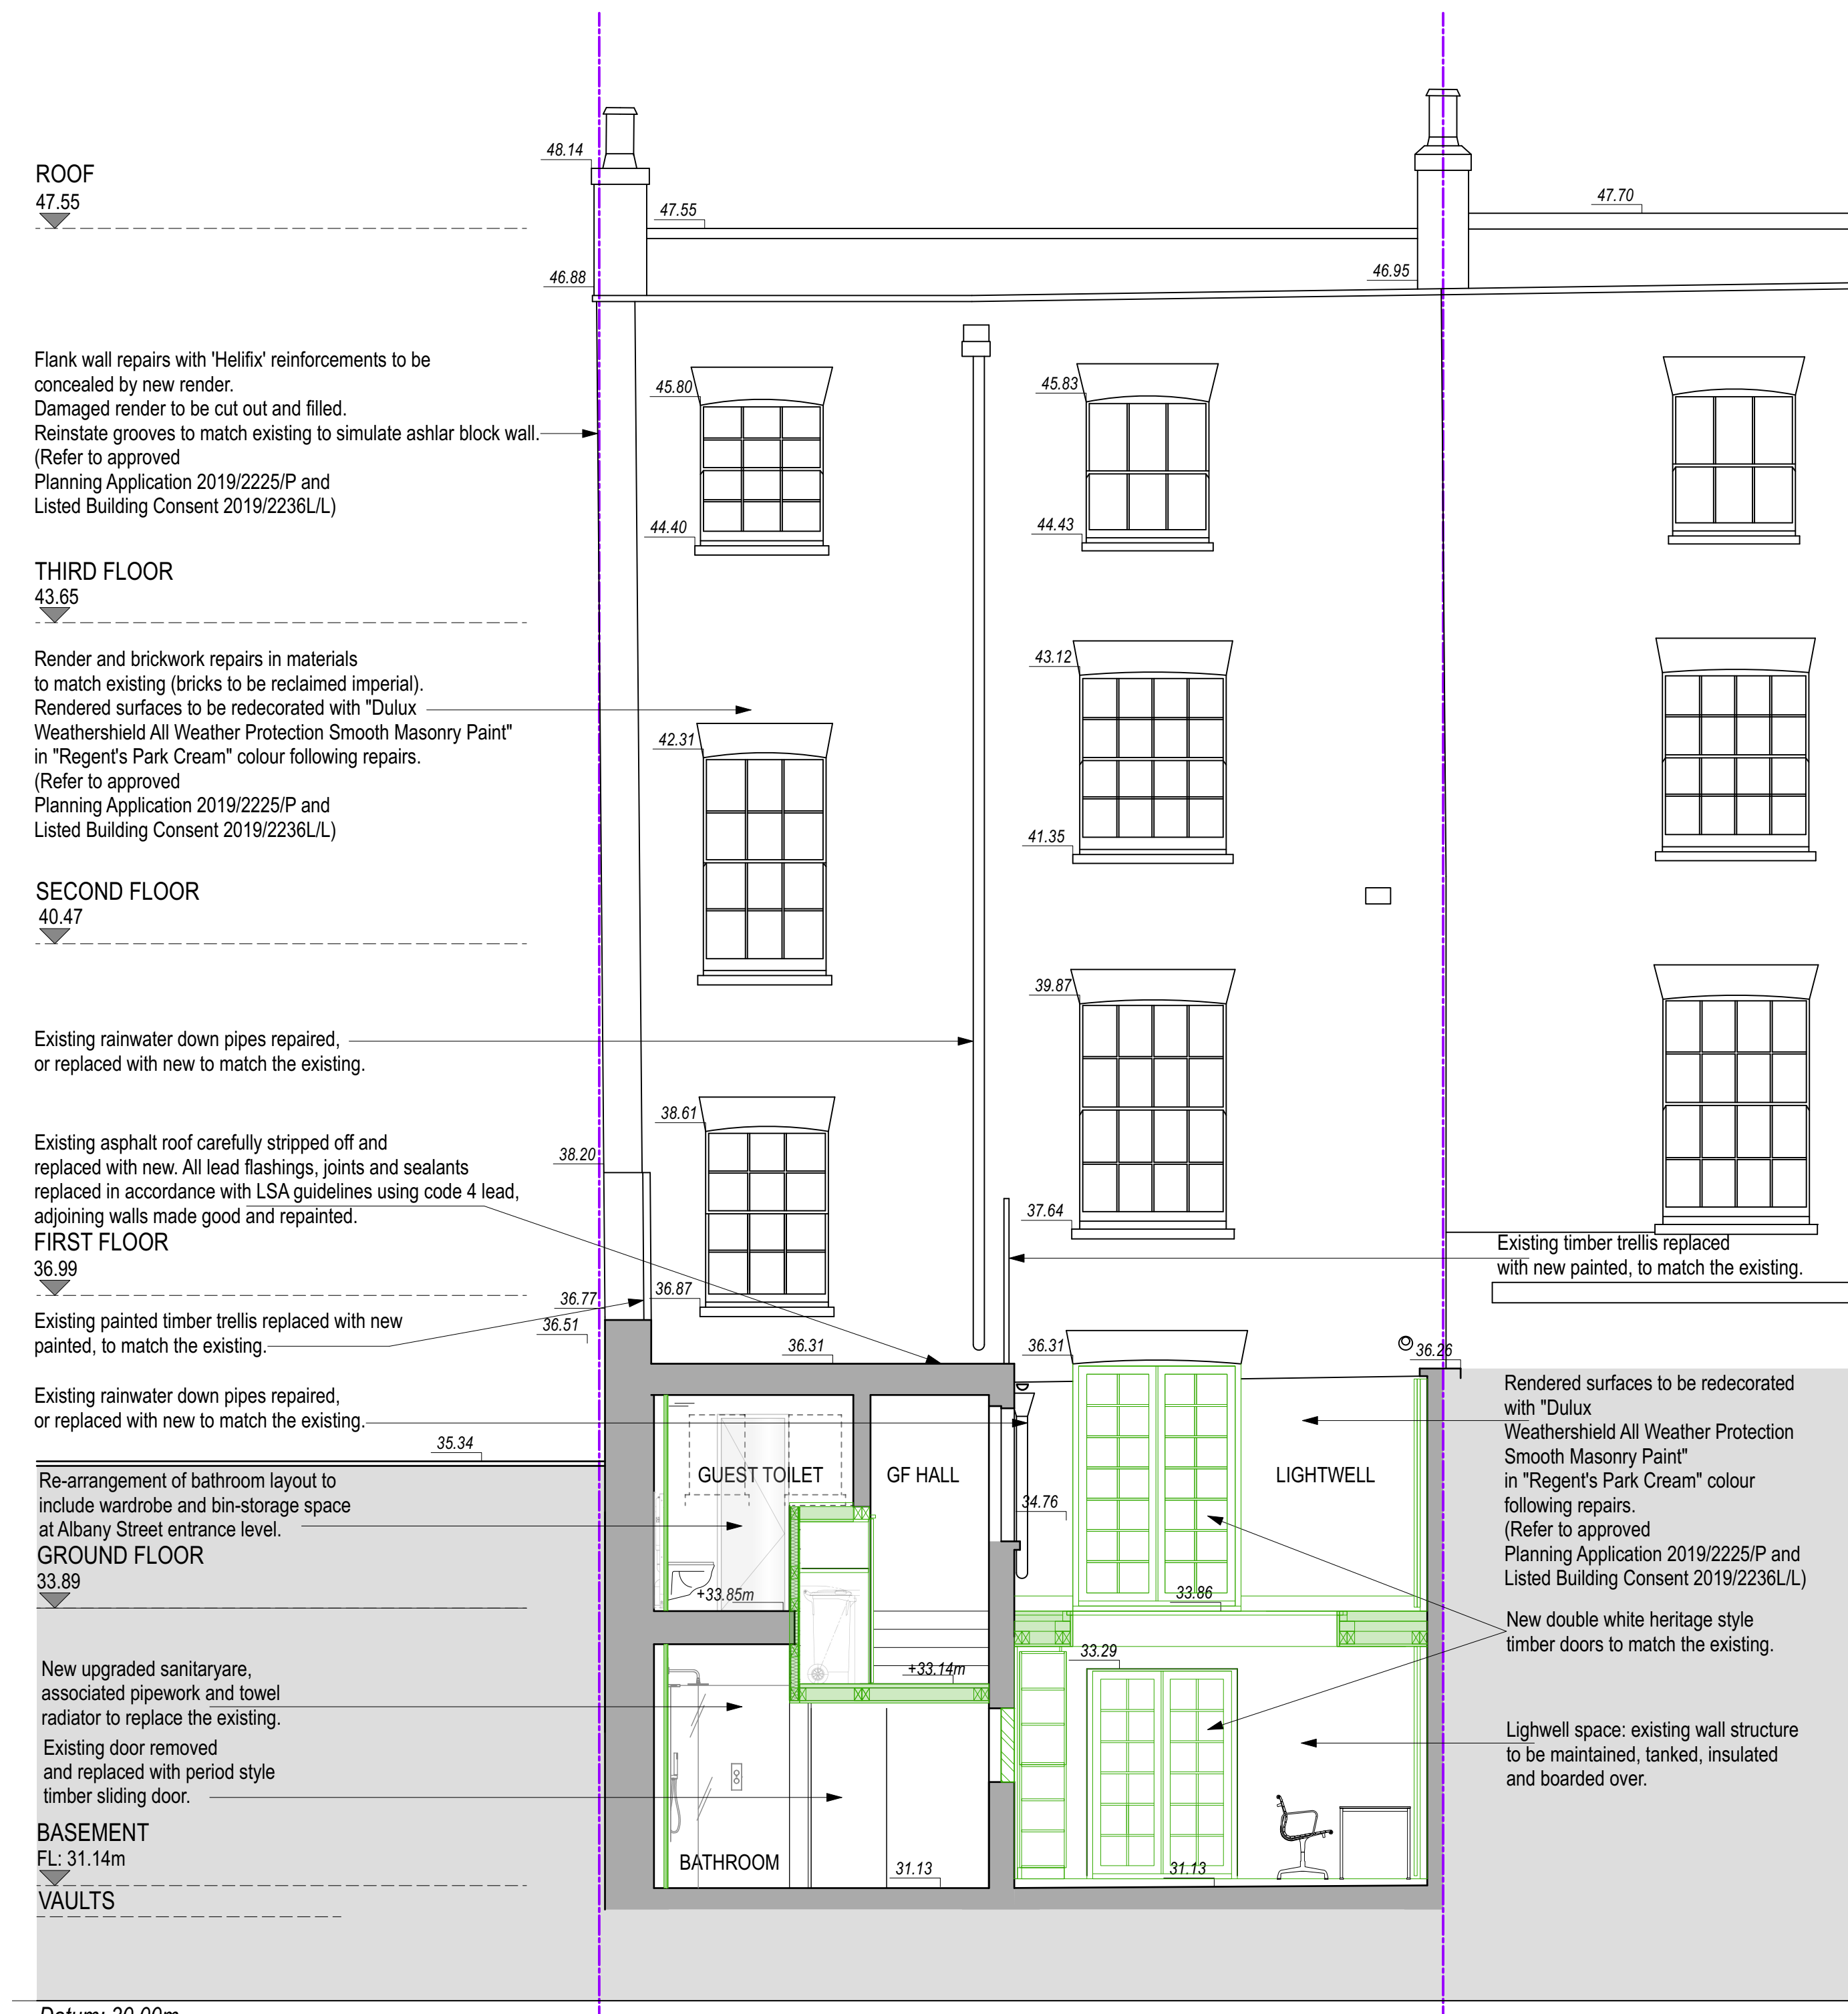 ROOF
47.55
48.14
47.55
47.70
46.88
46.95
Flank wall repairs with 'Helifix' reinforcements to be
concealed by new render.
Damaged render to be cut out and filled.
Reinstate grooves to match existing to simulate ashlar block wall.
(Refer to approved
Planning Application 2019/2225/P and
Listed Building Consent 2019/2236L/L)
45.80
45.83
44.40
44.43
THIRD FLOOR
43.65
Render and brickwork repairs in materials
to match existing (bricks to be reclaimed imperial).
Rendered surfaces to be redecorated with "Dulux
Weathershield All Weather Protection Smooth Masonry Paint"
in "Regent's Park Cream" colour following repairs.
(Refer to approved
Planning Application 2019/2225/P and
Listed Building Consent 2019/2236L/L)
43.12
42.31
41.35
SECOND FLOOR
40.47
39.87
Existing rainwater down pipes repaired,
or replaced with new to match the existing.
38.61
38.20
Existing asphalt roof carefully stripped off and
replaced with new. All lead flashings, joints and sealants
replaced in accordance with LSA guidelines using code 4 lead,
adjoining walls made good and repainted.
37.64
FIRST FLOOR
36.99
Existing timber trellis replaced
with new painted, to match the existing.
36.77
36.87
36.51
Existing painted timber trellis replaced with new
painted, to match the existing.
36.31
36.31
36.26
Existing rainwater down pipes repaired,
or replaced with new to match the existing.
35.34
Rendered surfaces to be redecorated
with "Dulux
Weathershield All Weather Protection
Smooth Masonry Paint"
in "Regent's Park Cream" colour
following repairs.
(Refer to approved
Planning Application 2019/2225/P and
Listed Building Consent 2019/2236L/L)
GUEST TOILET
GF HALL
LIGHTWELL
34.76
Re-arrangement of bathroom layout to
include wardrobe and bin-storage space
at Albany Street entrance level.
GROUND FLOOR
33.89
+33.85m
33.86
New double white heritage style
timber doors to match the existing.
33.29
+33.14m
New upgraded sanitaryare,
associated pipework and towel
radiator to replace the existing.
Existing door removed
and replaced with period style
timber sliding door.
Lighwell space: existing wall structure
to be maintained, tanked, insulated
and boarded over.
BASEMENT
FL: 31.14m
BATHROOM
31.13
31.13
VAULTS